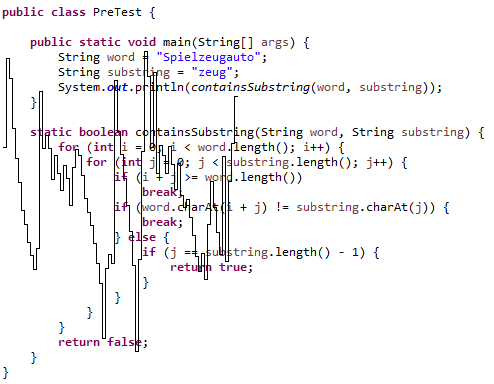 public class PreTest {
public static void main(String[] args) {
String word = "Spielzeugauto";
String substring = "zeug";
System.out.println(containsSubstring(word, substring));
}
static boolean containsSubstring(String word, String substring) {
for (int i = 0; i < word.length(); i++) {
for (int j = 0; j < substring.length(); j++) {
if (i + j >= word.length())
break;
if (word.charAt(i + j) != substring.charAt(j)) {
break;
} else {
if (j == substring.length() - 1) {
return true;
}
}
}
}
return false;
}
}